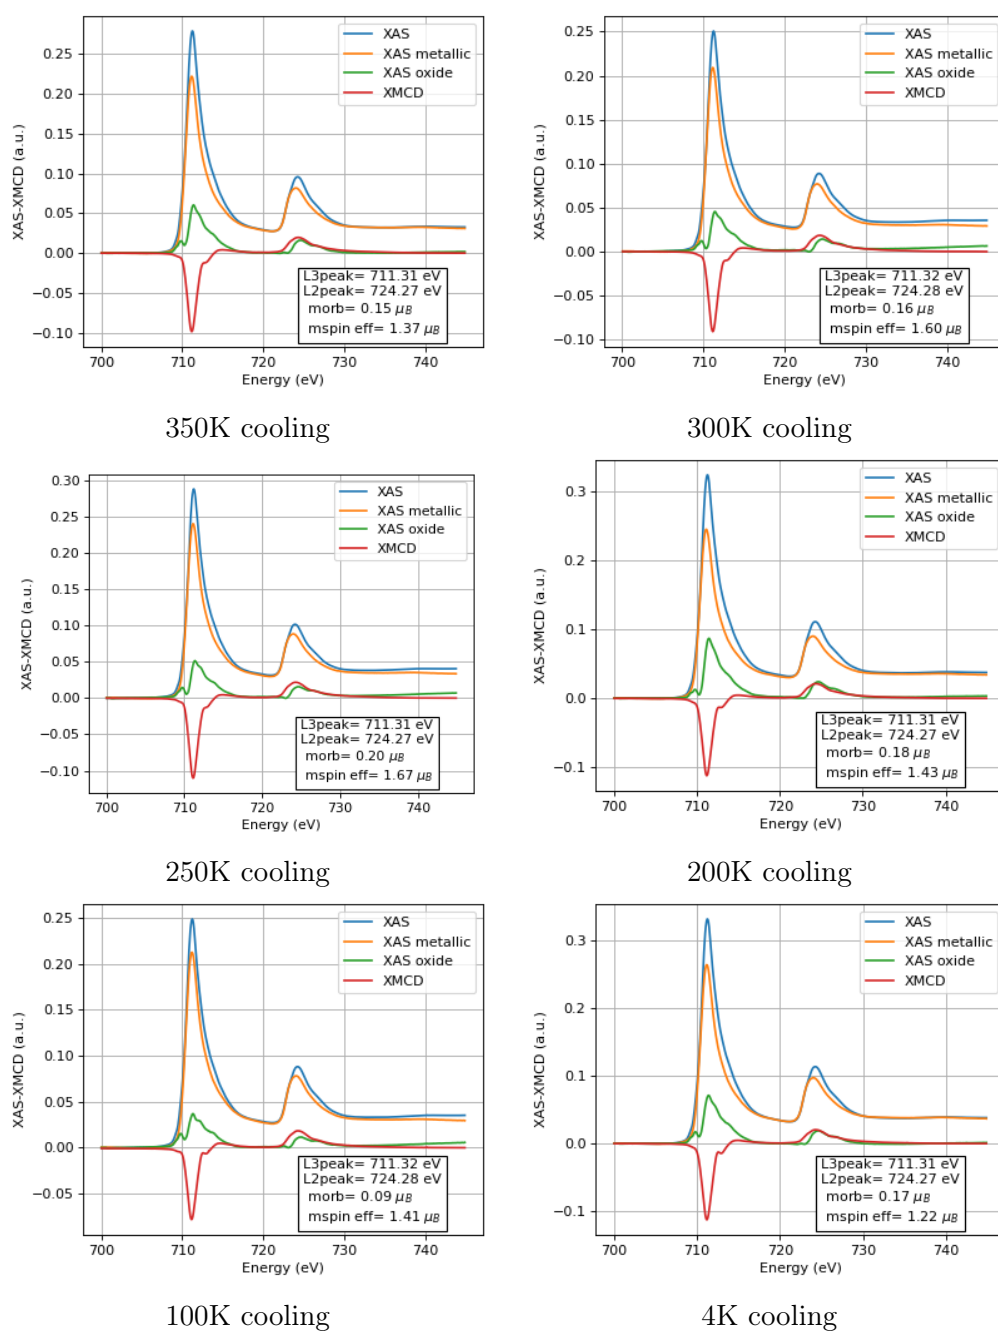 XAS
XAS metallic
XAS oxide
XMCD
XAS-XMCD (a.u.)
0.25
0.20
0.15
0.10
0.05
0.00
−0.05
−0.10
L3peak= 711.31 eV
L2peak= 724.27 eV
morb= 0.15 μB
mspin eff= 1.37 μB
700 710 720 730 740
Energy (eV)
350K cooling
XAS
XAS metallic
XAS oxide
XMCD
XAS-XMCD (a.u.)
0.25
0.20
0.15
0.10
0.05
0.00
−0.05
−0.10
L3peak= 711.32 eV
L2peak= 724.28 eV
morb= 0.16 μB
mspin eff= 1.60 μB
700 710 720 730 740
Energy (eV)
300K cooling
XAS
XAS metallic
XAS oxide
XMCD
XAS-XMCD (a.u.)
0.30
0.25
0.20
0.15
0.10
0.05
0.00
−0.05
−0.10
L3peak= 711.31 eV
L2peak= 724.27 eV
morb= 0.20 μB
mspin eff= 1.67 μB
700 710 720 730 740
Energy (eV)
250K cooling
XAS
XAS metallic
XAS oxide
XMCD
XAS-XMCD (a.u.)
0.3
0.2
0.1
0.0
−0.1
L3peak= 711.31 eV
L2peak= 724.27 eV
morb= 0.18 μB
mspin eff= 1.43 μB
700 710 720 730 740
Energy (eV)
200K cooling
XAS
XAS metallic
XAS oxide
XMCD
XAS-XMCD (a.u.)
0.25
0.20
0.15
0.10
0.05
0.00
−0.05
L3peak= 711.32 eV
L2peak= 724.28 eV
morb= 0.09 μB
mspin eff= 1.41 μB
700 710 720 730 740
Energy (eV)
100K cooling
XAS
XAS metallic
XAS oxide
XMCD
XAS-XMCD (a.u.)
0.3
0.2
0.1
0.0
−0.1
L3peak= 711.31 eV
L2peak= 724.27 eV
morb= 0.17 μB
mspin eff= 1.22 μB
700 710 720 730 740
Energy (eV)
4K cooling